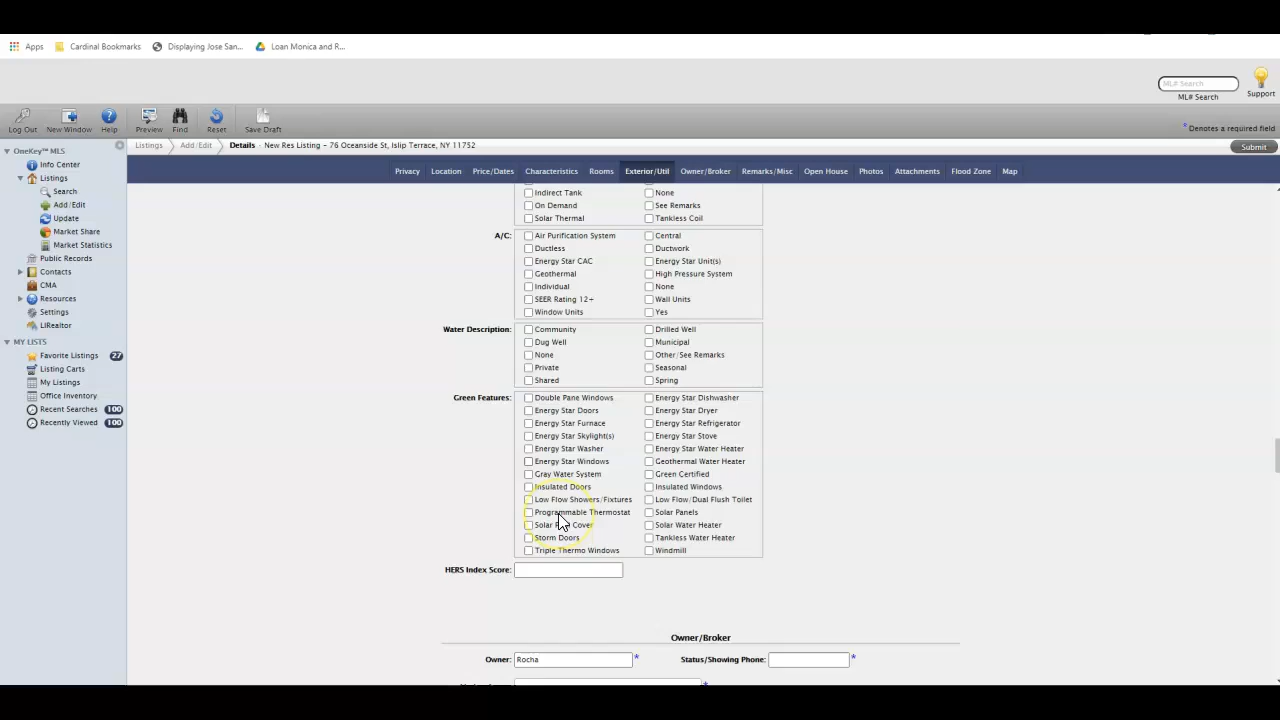 Apps Cardinal Bookmarks Displaying Jose San... Loan Monica and R...
ML# Search
ML# Search Support
Log Out New Window Help Preview Find Reset Save Draft
* Denotes a required field
OneKey™ MLS
Listings Add/Edit Details - New Res Listing - 76 Oceanside St, Islip Terrace, NY 11752 Submit
Info Center
Listings
Search
Add/Edit
Update
Market Share
Market Statistics
Public Records
Contacts
CMA
Resources
Settings
LIRealtor
MY LISTS
Favorite Listings 27
Listing Carts
My Listings
Office Inventory
Recent Searches 100
Recently Viewed 100
Privacy Location Price/Dates Characteristics Rooms Exterior/Util Owner/Broker Remarks/Misc Open House Photos Attachments Flood Zone Map
Indirect Tank None
On Demand See Remarks
Solar Thermal Tankless Coil
A/C: Air Purification System Central
Ductless Ductwork
Energy Star CAC Energy Star Unit(s)
Geothermal High Pressure System
Individual None
SEER Rating 12+ Wall Units
Window Units Yes
Water Description: Community Drilled Well
Dug Well Municipal
None Other/See Remarks
Private Seasonal
Shared Spring
Green Features: Double Pane Windows Energy Star Dishwasher
Energy Star Doors Energy Star Dryer
Energy Star Furnace Energy Star Refrigerator
Energy Star Skylight(s) Energy Star Stove
Energy Star Washer Energy Star Water Heater
Energy Star Windows Geothermal Water Heater
Gray Water System Green Certified
Insulated Doors Insulated Windows
Low Flow Showers/Fixtures Low Flow/Dual Flush Toilet
Programmable Thermostat Solar Panels
Solar Cover Solar Water Heater
Storm Doors Tankless Water Heater
Triple Thermo Windows Windmill
HERS Index Score:
Owner/Broker
Owner: Rocha * Status/Showing Phone: *